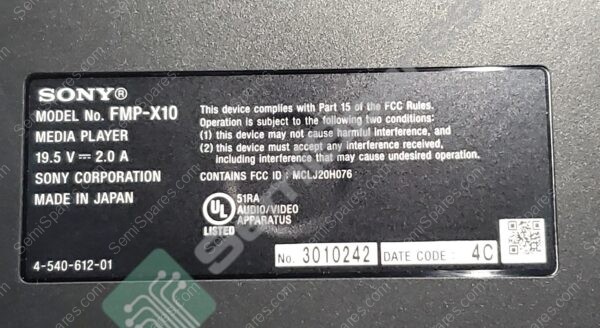 SONY®
MODEL No. FMP-X10
MEDIA PLAYER
19.5 V ⎓ 2.0 A
SONY CORPORATION
MADE IN JAPAN
4-540-612-01
This device complies with Part 15 of the FCC Rules.
Operation is subject to the following two conditions:
(1) this device may not cause harmful interference, and
(2) this device must accept any interference received,
including interference that may cause undesired operation.
CONTAINS FCC ID : MCLJ20H076
UL
LISTED
51RA
AUDIO/VIDEO
APPARATUS
No. 3010242 DATE CODE : 4C
SemiSpares.com